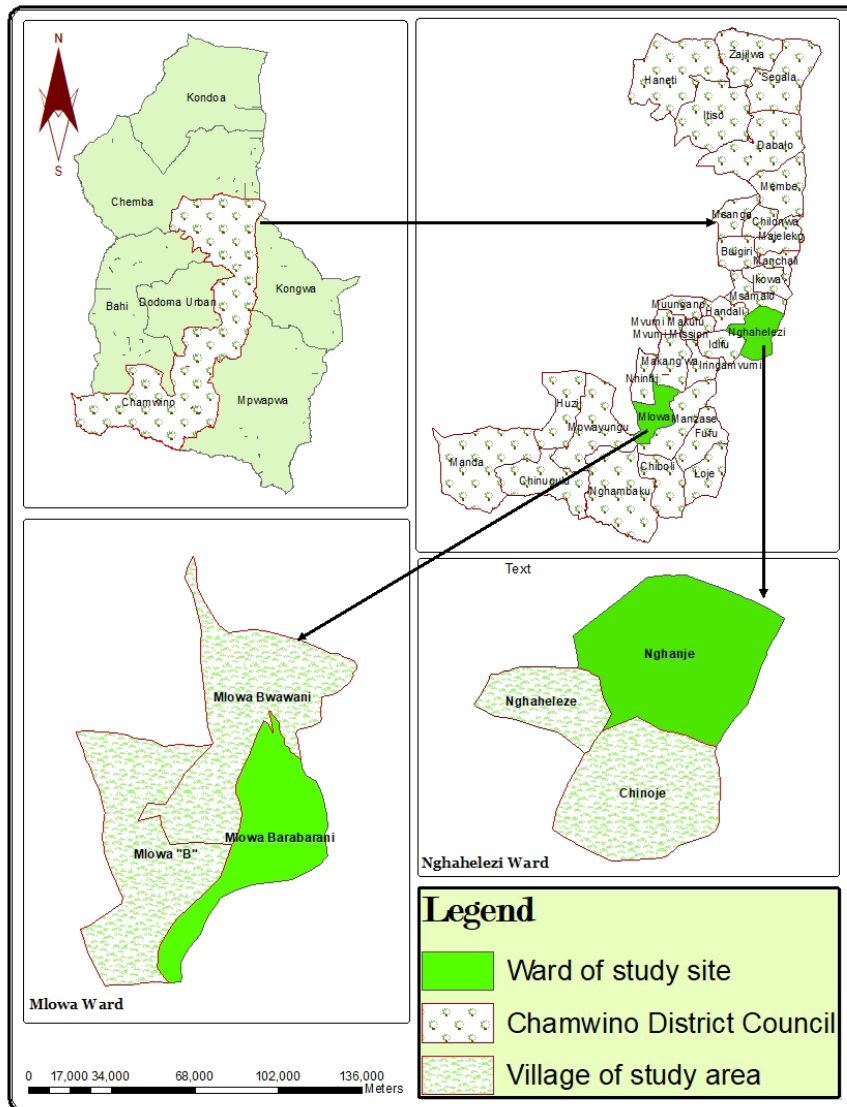 N
S
Kondoa
Chemba
Bahi
Dodoma Urban
Kongwa
Chamwino
Mpwapwa
Zajilwa
Haneti
Segala
Itiso
Dabalo
Membe
Msanga
Chilonwa
Majeleko
Buigiri
Manchali
Ikowa
Msamalo
Muungano
Handali
Mvumi Makulu
Nghahelezi
Mvumi Mission
Idifu
Makang'wa
Iringamvumi
Nhinhi
Huzi
Mlowa
Manzase
Mpwayungu
Fufu
Manda
Chiboli
Loje
Chinugulu
Nghambaku
Text
Mlowa Bwawani
Mlowa Barabarani
Mlowa "B"
Mlowa Ward
Nghanje
Nghaheleze
Chinoje
Nghahelezi Ward
Legend
Ward of study site
Chamwino District Council
Village of study area
0 17,000 34,000 68,000 102,000 136,000
Meters